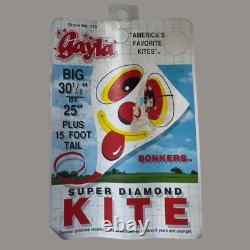 Stock No. 115
Gayla
"AMERICA'S
FAVORITE
KITES"
BIG
30 1/2"
BY
25"
PLUS
15 FOOT
TAIL
BONKERS
SUPER DIAMOND
KITE